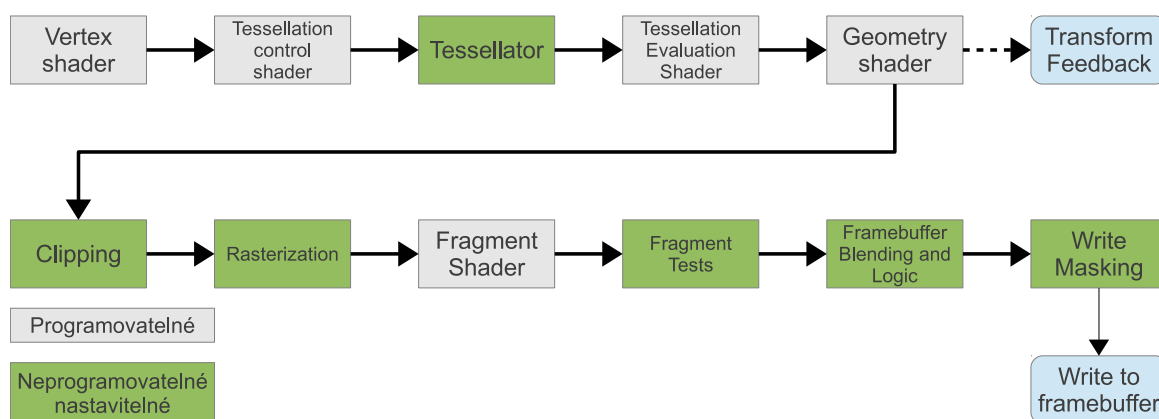 Vertex
shader
Tessellation
control
shader
Tessellator
Tessellation
Evaluation
Shader
Geometry
shader
Transform
Feedback
Clipping
Rasterization
Fragment
Shader
Fragment
Tests
Framebuffer
Blending and
Logic
Write
Masking
Programovatelné
Neprogramovatelné
nastavitelné
Write to
framebuffer